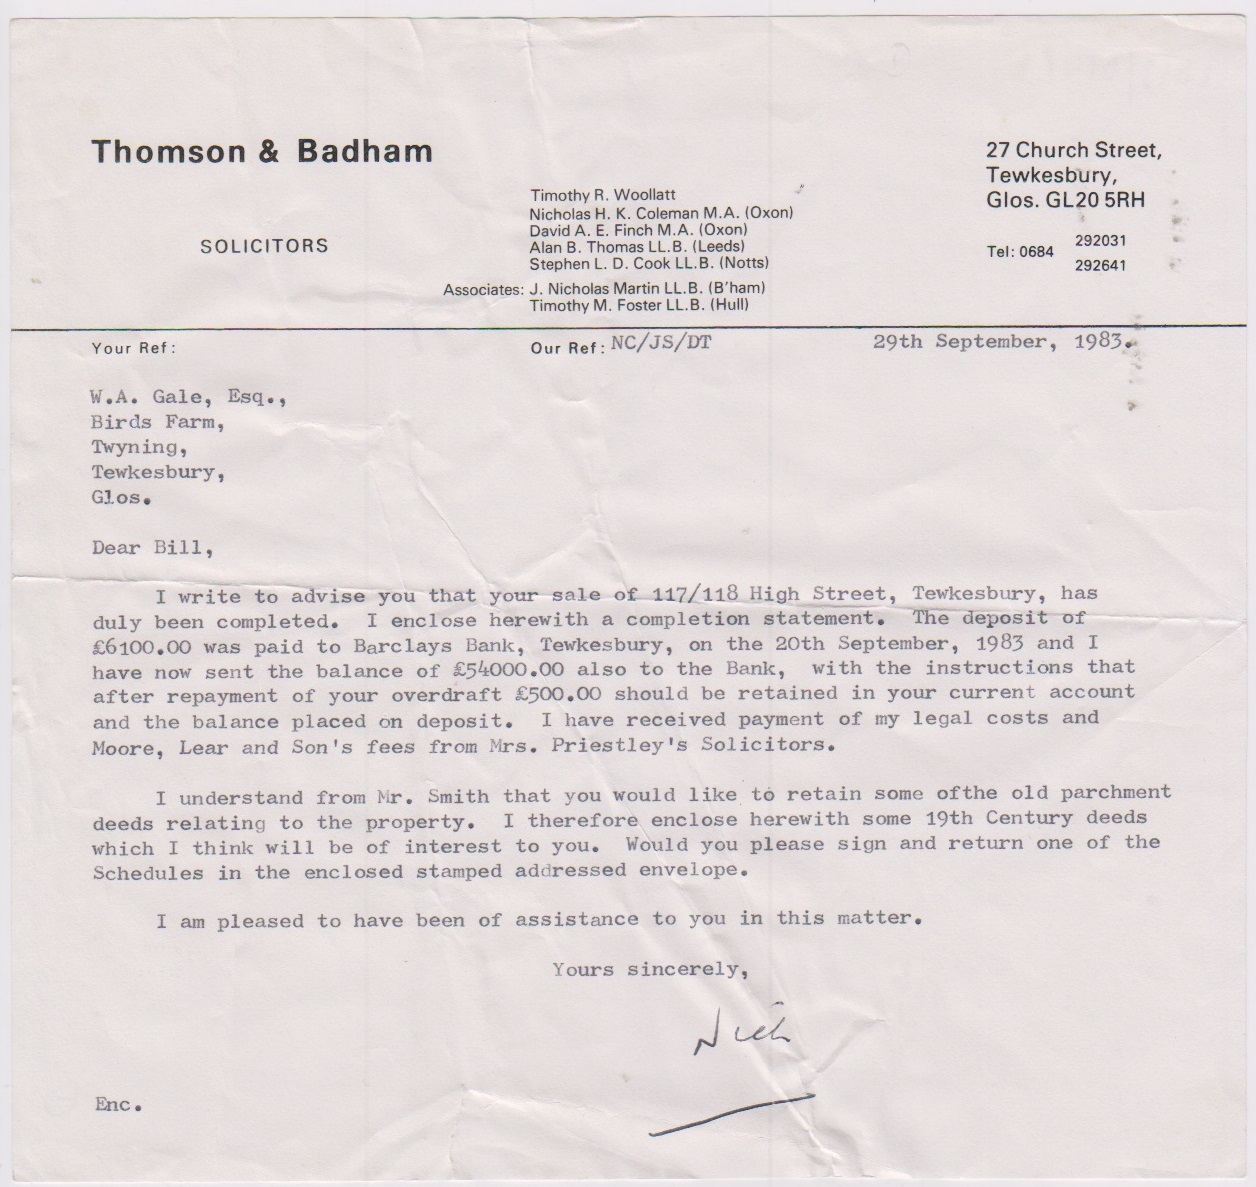 Thomson & Badham
SOLICITORS
Timothy R. Woollatt
Nicholas H. K. Coleman M.A. (Oxon)
David A. E. Finch M.A. (Oxon)
Alan B. Thomas LL.B. (Leeds)
Stephen L. D. Cook LL.B. (Notts)
Associates: J. Nicholas Martin LL.B. (B'ham)
Timothy M. Foster LL.B. (Hull)
27 Church Street,
Tewkesbury,
Glos. GL20 5RH
Tel: 0684 292031
292641
Your Ref: Our Ref: NC/JS/DT 29th September, 1983.
W.A. Gale, Esq.,
Birds Farm,
Twyning,
Tewkesbury,
Glos.
Dear Bill,
I write to advise you that your sale of 117/118 High Street, Tewkesbury, has
duly been completed. I enclose herewith a completion statement. The deposit of
£6100.00 was paid to Barclays Bank, Tewkesbury, on the 20th September, 1983 and I
have now sent the balance of £54000.00 also to the Bank, with the instructions that
after repayment of your overdraft £500.00 should be retained in your current account
and the balance placed on deposit. I have received payment of my legal costs and
Moore, Lear and Son's fees from Mrs. Priestley's Solicitors.
I understand from Mr. Smith that you would like to retain some ofthe old parchment
deeds relating to the property. I therefore enclose herewith some 19th Century deeds
which I think will be of interest to you. Would you please sign and return one of the
Schedules in the enclosed stamped addressed envelope.
I am pleased to have been of assistance to you in this matter.
Yours sincerely,
Nick
Enc.